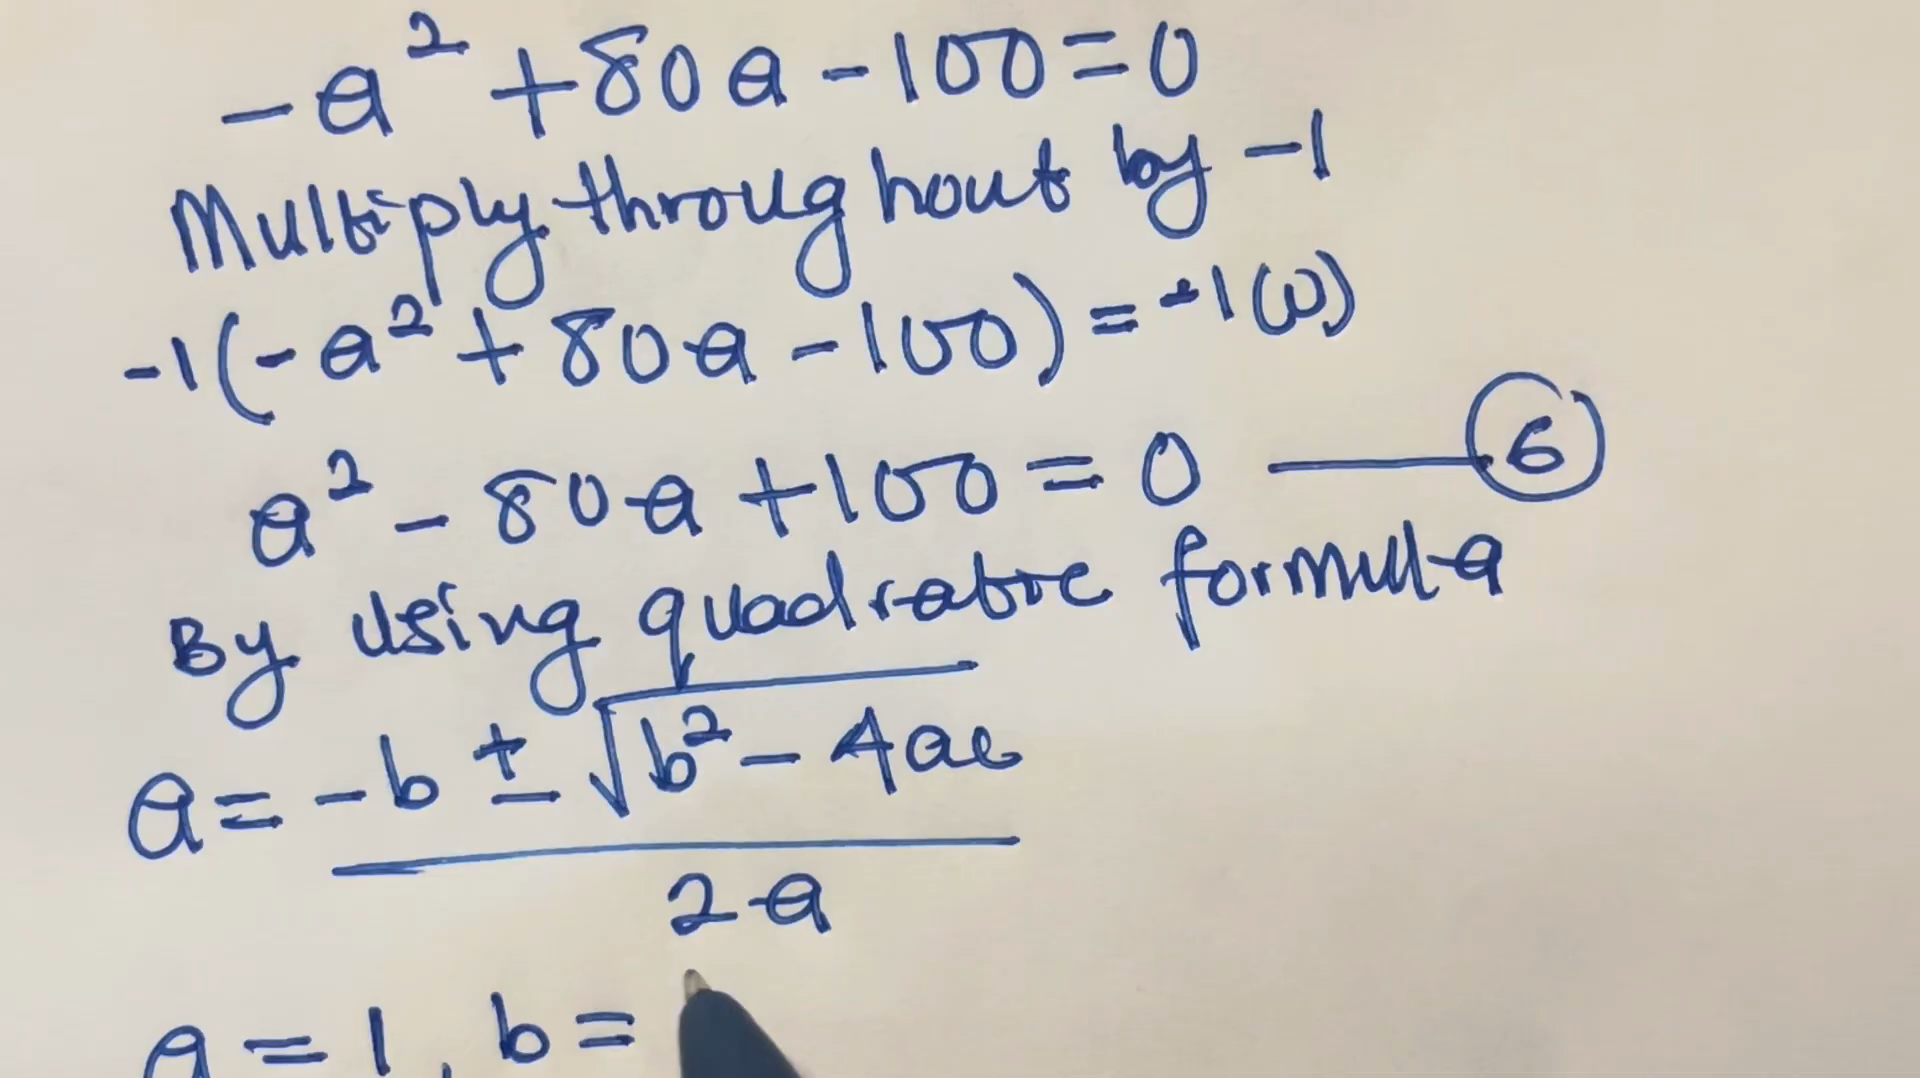 -a² + 80a - 100 = 0
Multiply throughout by -1
-1(-a² + 80a - 100) = -1(0)
a² - 80a + 100 = 0 —— 6
By using quadratic formula
a = -b ± √b² - 4ac
2a
a = 1, b =